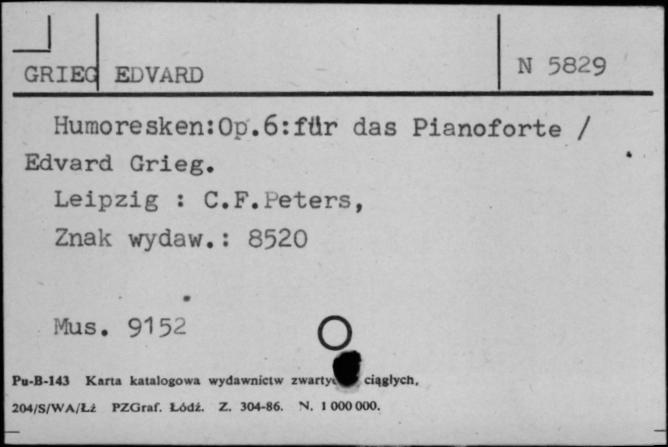 GRIEG EDVARD N 5829
Humoresken:Op.6:für das Pianoforte /
Edvard Grieg.
Leipzig : C.F.Peters,
Znak wydaw.: 8520
Mus. 9152
Pu-B-143 Karta katalogowa wydawnictw ciągłych,
204/S/WA/Łż PZGraf. Łódź. Z. 304-86. N. 1 000 000.